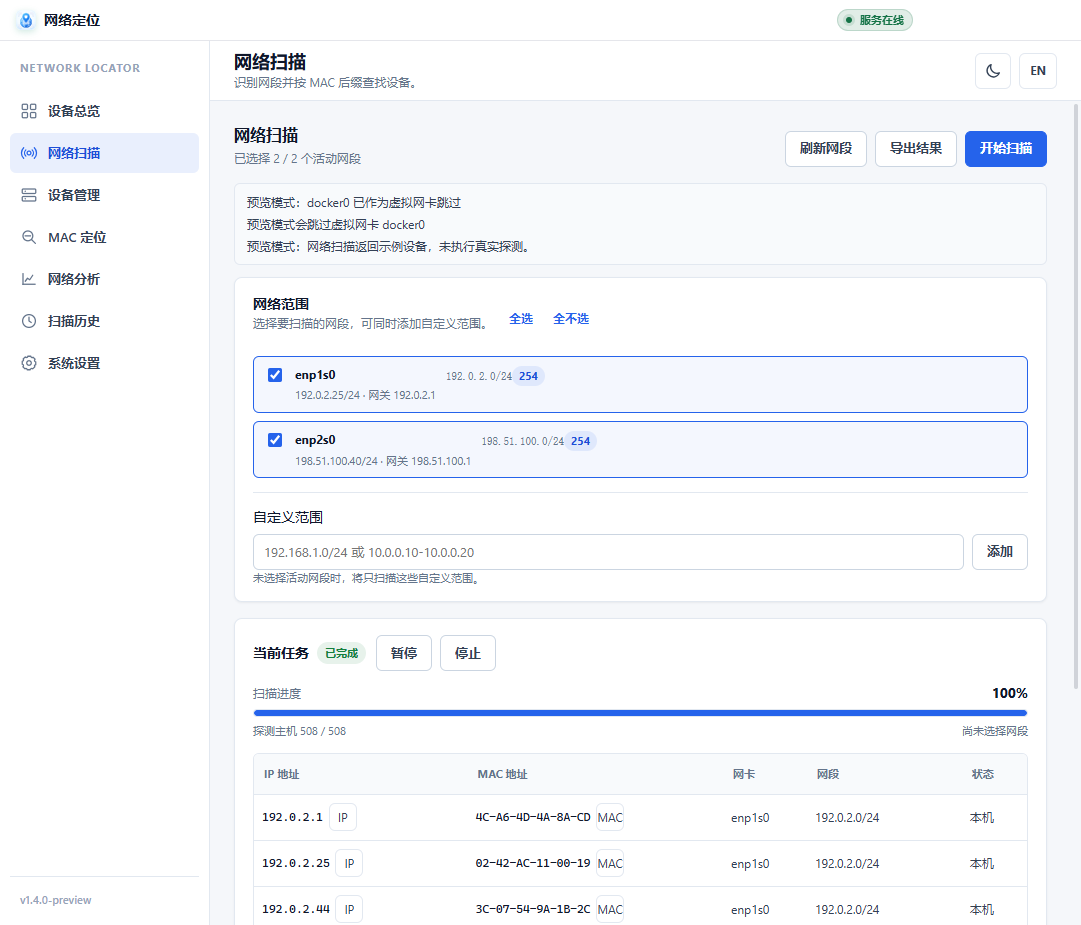 网络定位
服务在线
NETWORK LOCATOR
设备总览
网络扫描
设备管理
MAC 定位
网络分析
扫描历史
系统设置
v1.4.0-preview
网络扫描
识别网段并按 MAC 后缀查找设备。
EN
网络扫描
已选择 2 / 2 个活动网段
刷新网段
导出结果
开始扫描
预览模式：docker0 已作为虚拟网卡跳过
预览模式会跳过虚拟网卡 docker0
预览模式：网络扫描返回示例设备，未执行真实探测。
网络范围
选择要扫描的网段，可同时添加自定义范围。
全选
全不选
enp1s0
192.0.2.0/24 254
192.0.2.25/24 · 网关 192.0.2.1
enp2s0
198.51.100.0/24 254
198.51.100.40/24 · 网关 198.51.100.1
自定义范围
192.168.1.0/24 或 10.0.0.10-10.0.0.20
添加
未选择活动网段时，将只扫描这些自定义范围。
当前任务 已完成 暂停 停止
扫描进度 100%
探测主机 508 / 508 尚未选择网段
IP 地址 MAC 地址 网卡 网段 状态
192.0.2.1 IP 4C-A6-4D-4A-8A-CD MAC enp1s0 192.0.2.0/24 本机
192.0.2.25 IP 02-42-AC-11-00-19 MAC enp1s0 192.0.2.0/24 本机
192.0.2.44 IP 3C-07-54-9A-1B-2C MAC enp1s0 192.0.2.0/24 本机